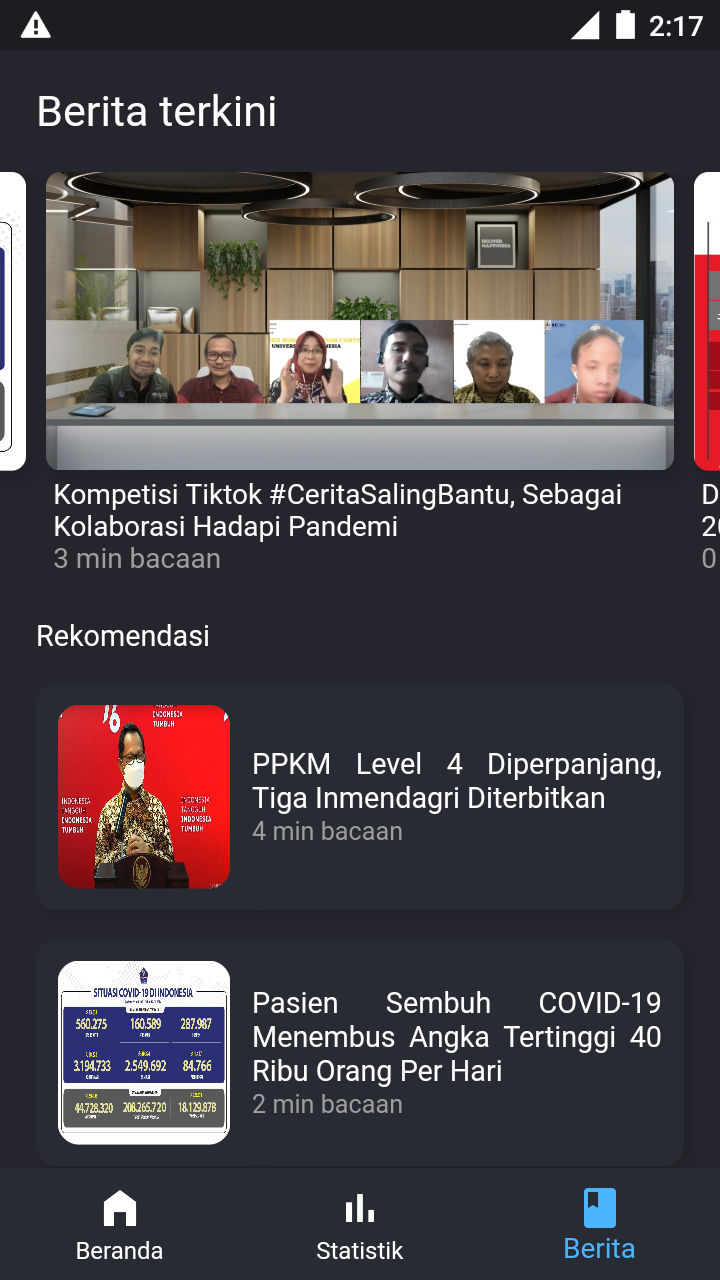 2:17
Berita terkini
DELIVER
HAPPINESS
Kompetisi Tiktok #CeritaSalingBantu, Sebagai
Kolaborasi Hadapi Pandemi
3 min bacaan
D
20
0
Rekomendasi
INDONESIA
TUMBUH
INDONESIA
TANGGUH
INDONESIA
TUMBUH
INDONESIA
TANGGUH
INDONESIA
TUMBUH
PPKM Level 4 Diperpanjang,
Tiga Inmendagri Diterbitkan
4 min bacaan
SITUASI COVID-19 DI INDONESIA
560.275 160.589 287.987
3.194.733 2.549.692 84.766
44.728.320 208.265.720 18.129.878
Pasien Sembuh COVID-19
Menembus Angka Tertinggi 40
Ribu Orang Per Hari
2 min bacaan
Beranda Statistik Berita